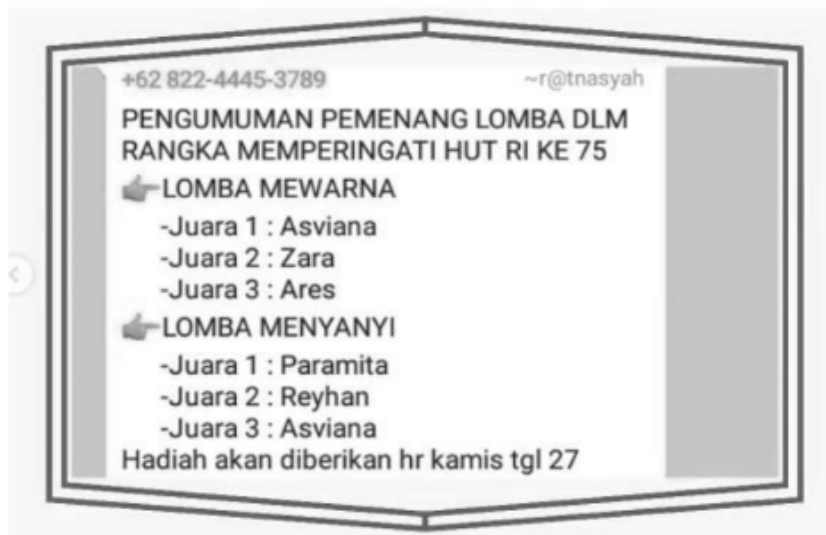 +62 822-4445-3789 ~r@tnasyah
PENGUMUMAN PEMENANG LOMBA DLM
RANGKA MEMPERINGATI HUT RI KE 75
👉LOMBA MEWARNA
-Juara 1 : Asviana
-Juara 2 : Zara
-Juara 3 : Ares
👉LOMBA MENYANYI
-Juara 1 : Paramita
-Juara 2 : Reyhan
-Juara 3 : Asviana
Hadiah akan diberikan hr kamis tgl 27